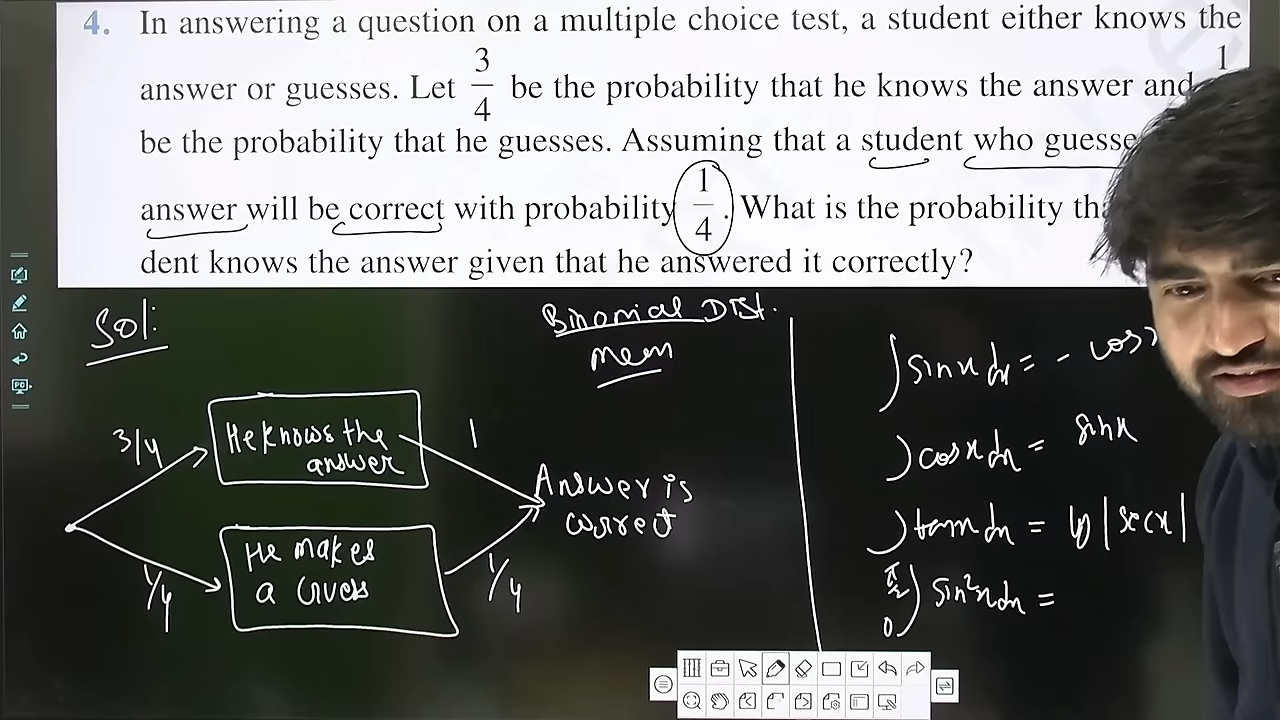 4. In answering a question on a multiple choice test, a student either knows the
answer or guesses. Let 3/4 be the probability that he knows the answer and 1
be the probability that he guesses. Assuming that a student who guesse
answer will be correct with probability 1/4. What is the probability tha
dent knows the answer given that he answered it correctly?
Sol:
Binomial Dist.
3/4
He knows the
answer
1
Answer is
correct
1/4
He makes
a Guess
1/4
∫ sinx dx = - cosx
∫ cosx dx = sinx
∫ tanx dx = log |secx|
∫ π/2 0 sin²x dx =